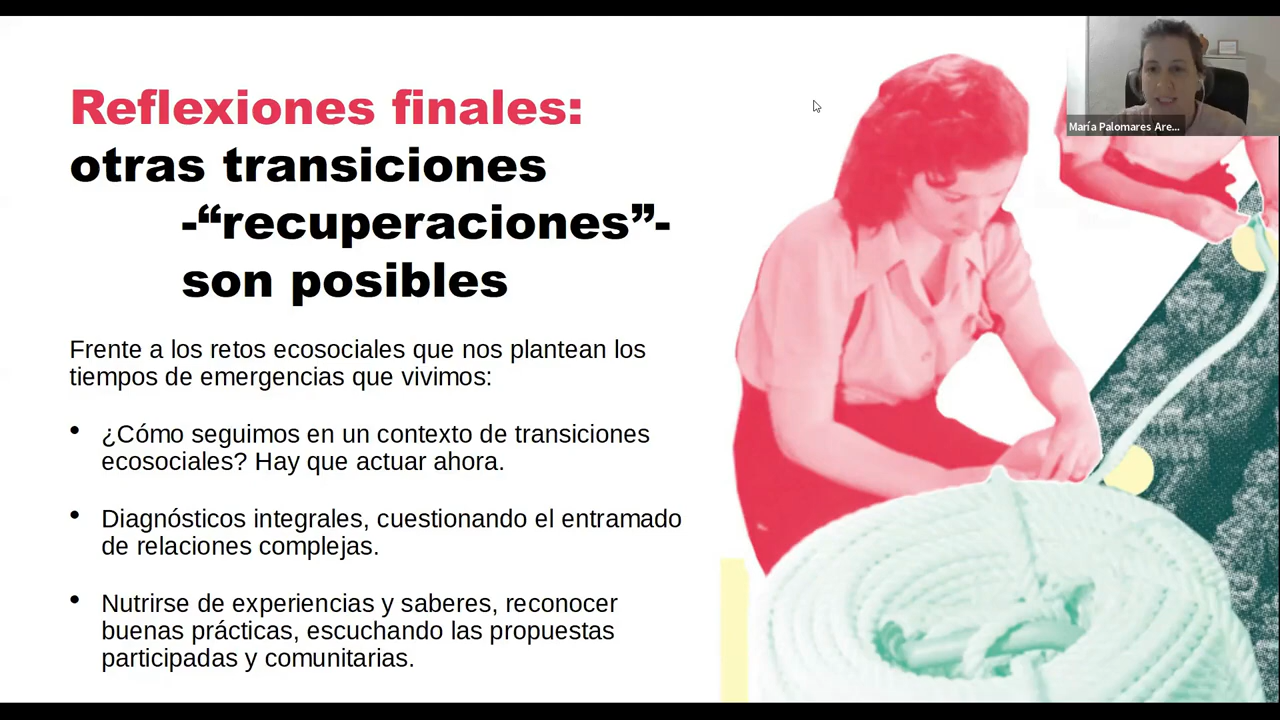 Reflexiones finales:
otras transiciones
-“recuperaciones”-
son posibles
Frente a los retos ecosociales que nos plantean los
tiempos de emergencias que vivimos:
• ¿Cómo seguimos en un contexto de transiciones
ecosociales? Hay que actuar ahora.
• Diagnósticos integrales, cuestionando el entramado
de relaciones complejas.
• Nutrirse de experiencias y saberes, reconocer
buenas prácticas, escuchando las propuestas
participadas y comunitarias.
María Palomares Are...